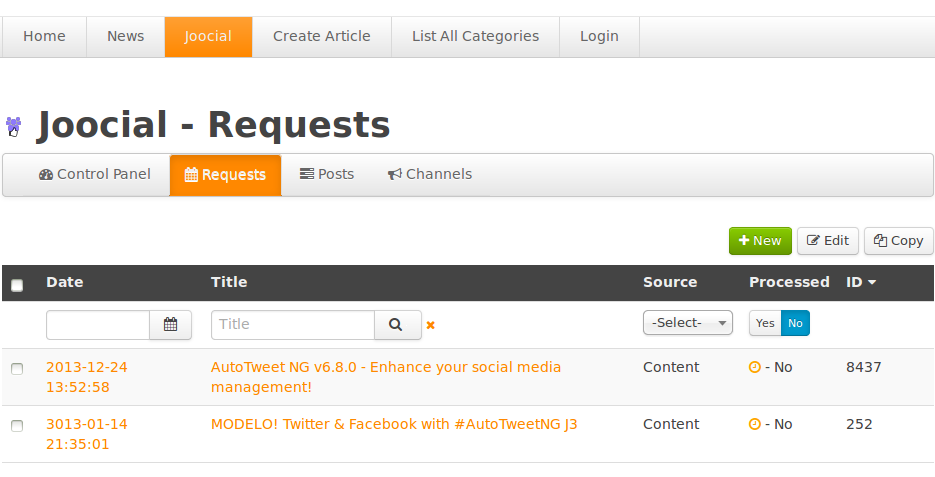 Home News Joocial Create Article List All Categories Login
Joocial - Requests
Control Panel Requests Posts Channels
New Edit Copy
Date Title Source Processed ID
Title -Select- Yes No
2013-12-24 AutoTweet NG v6.8.0 - Enhance your social media Content - No 8437
13:52:58 management!
3013-01-14 MODELO! Twitter & Facebook with #AutoTweetNG J3 Content - No 252
21:35:01